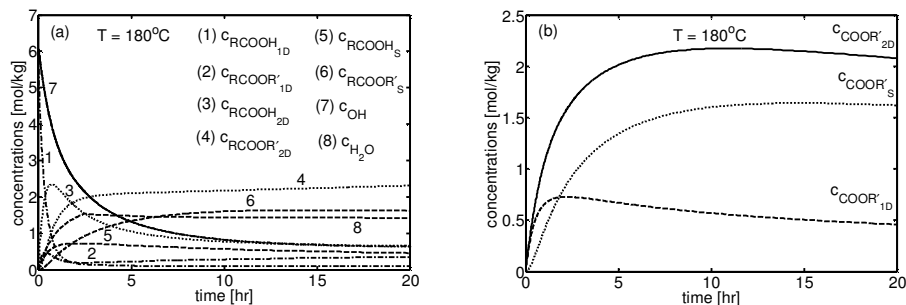 (a)
T = 180°C
(1) cRCOOH1D
(2) cRCOOR′1D
(3) cRCOOH2D
(4) cRCOOR′2D
(5) cRCOOHS
(6) cRCOOR′S
(7) cOH
(8) cH2O
7
1
3
4
6
5
2
8
concentrations [mol/kg]
7
6
5
4
3
2
1
0
0 5 10 15 20
time [hr]
(b)
T = 180°C
cCOOR′2D
cCOOR′S
cCOOR′1D
concentrations [mol/kg]
2.5
2
1.5
1
0.5
0
0 5 10 15 20
time [hr]